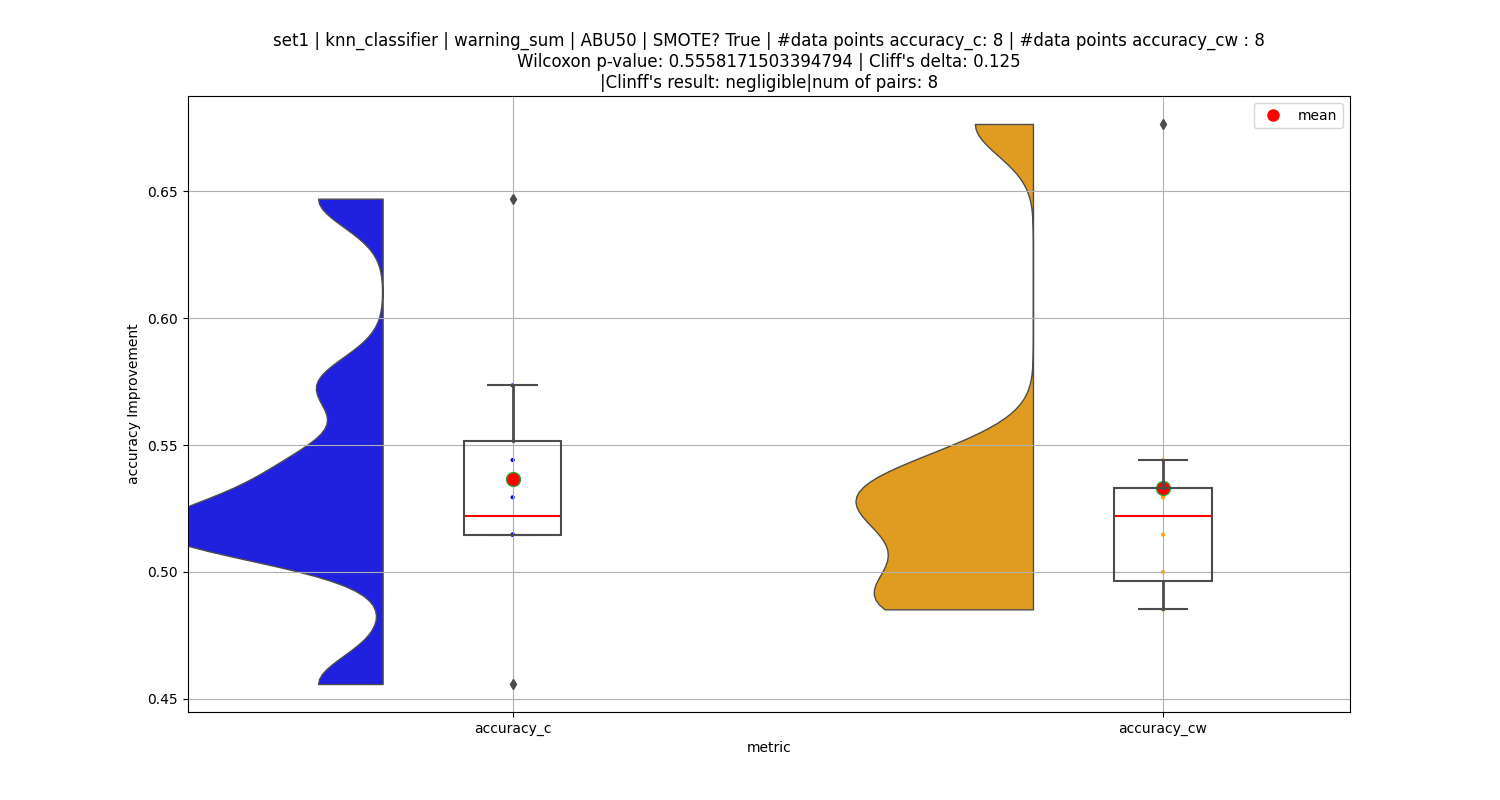 set1 | knn_classifier | warning_sum | ABU50 | SMOTE? True | #data points accuracy_c: 8 | #data points accuracy_cw : 8
Wilcoxon p-value: 0.5558171503394794 | Cliff's delta: 0.125
|Clinff's result: negligible|num of pairs: 8
mean
0.65
0.60
0.55
0.50
0.45
accuracy Improvement
accuracy_c
accuracy_cw
metric